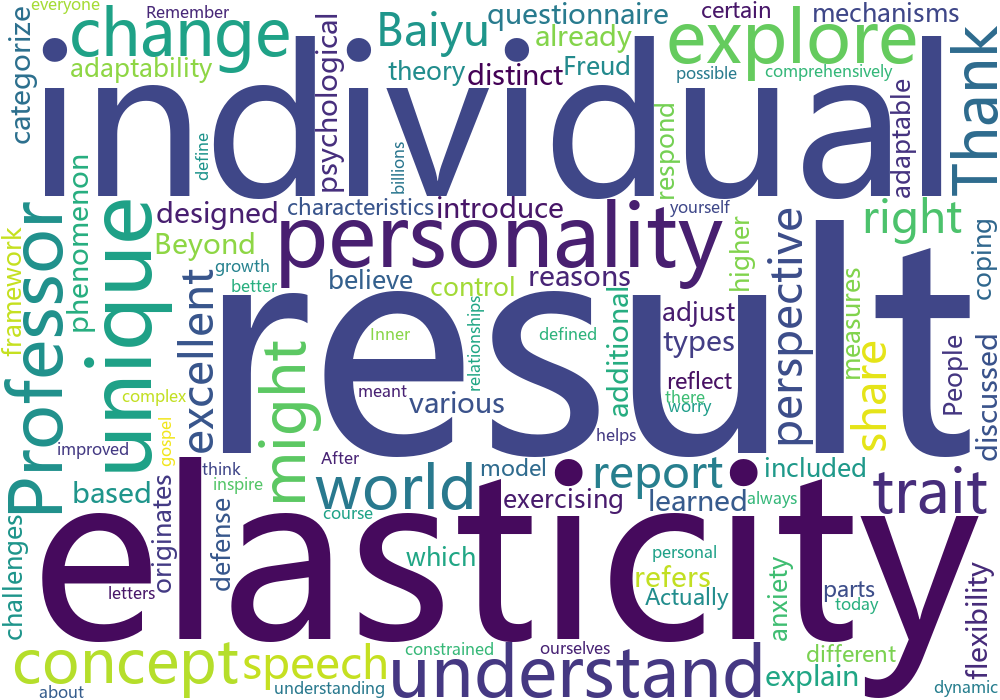 everyone
Remember
categorize
change
adaptability
individual
psychological
Baiyu
questionnaire
already
theory
distinct
Freud
certain
mechanisms
explore
possible
comprehensively
Thank
define
billions
respond
adaptable
phenomenon
designed
characteristics
introduce
yourself
Professor
unique
Beyond
personality
right
framework
growth
better
believe
control
reasons
higher
perspective
coping
excellent
result
Inner
relationships
defined
additional
adjust
types
measures
share
might
complex
meant
various
reflect
there
worry
People
discussed
improved
gospel
helps
think
After
model
report
included
based
originates
inspire
world
exercising
learned
always
trait
course
defense
challenges
elasticity
letters
which
personal
refers
Actually
anxiety
parts
today
flexibility
concept
speech
constrained
ourselves
understand
explain
different
about
understanding
dynamic